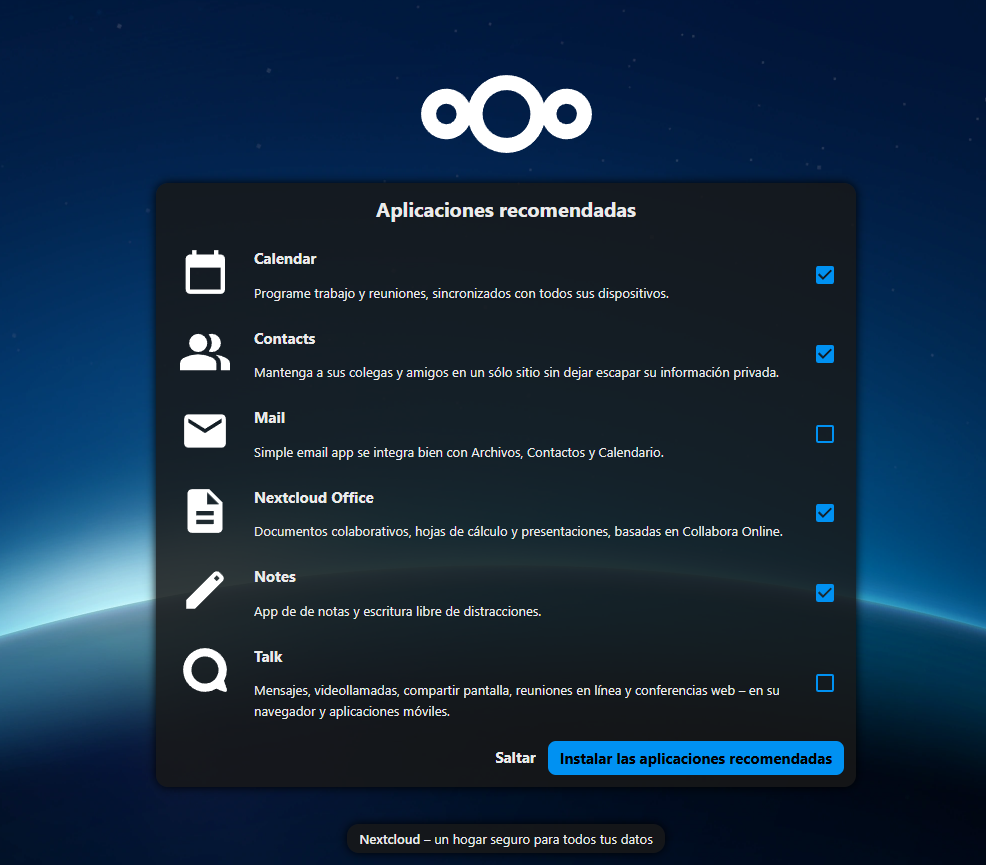 Aplicaciones recomendadas
Calendar
Programe trabajo y reuniones, sincronizados con todos sus dispositivos.
Contacts
Mantenga a sus colegas y amigos en un sólo sitio sin dejar escapar su información privada.
Mail
Simple email app se integra bien con Archivos, Contactos y Calendario.
Nextcloud Office
Documentos colaborativos, hojas de cálculo y presentaciones, basadas en Collabora Online.
Notes
App de de notas y escritura libre de distracciones.
Talk
Mensajes, videollamadas, compartir pantalla, reuniones en línea y conferencias web – en su
navegador y aplicaciones móviles.
Saltar
Instalar las aplicaciones recomendadas
Nextcloud – un hogar seguro para todos tus datos